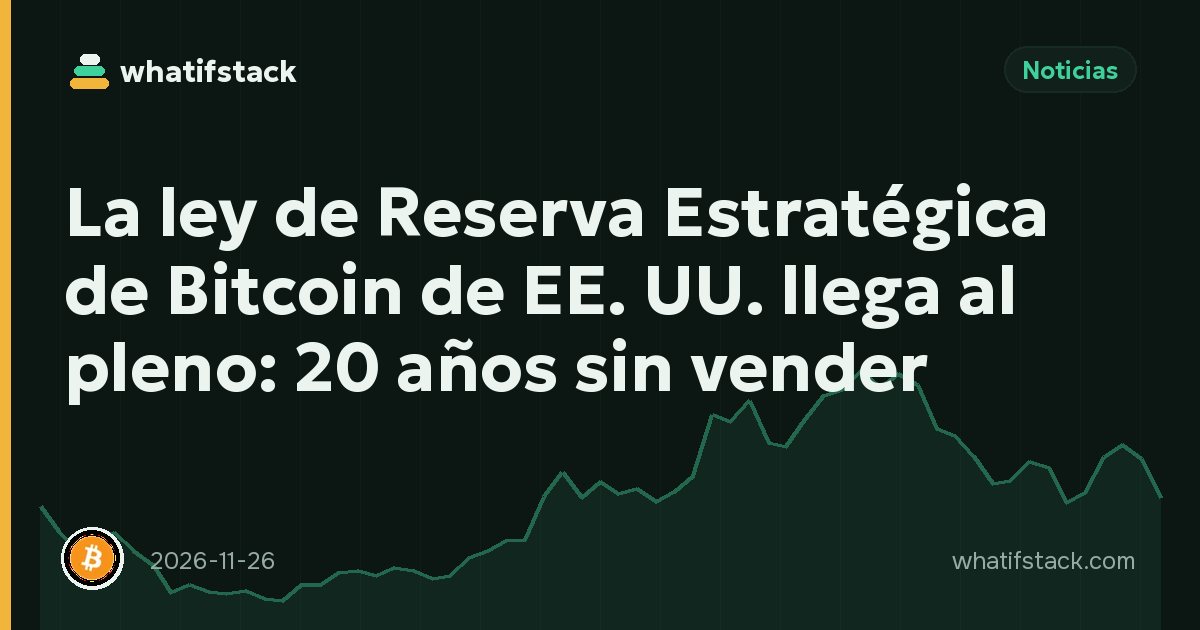 whatifstack
Noticias
La ley de Reserva Estratégica
de Bitcoin de EE. UU. llega al
pleno: 20 años sin vender
2026-11-26
whatifstack.com